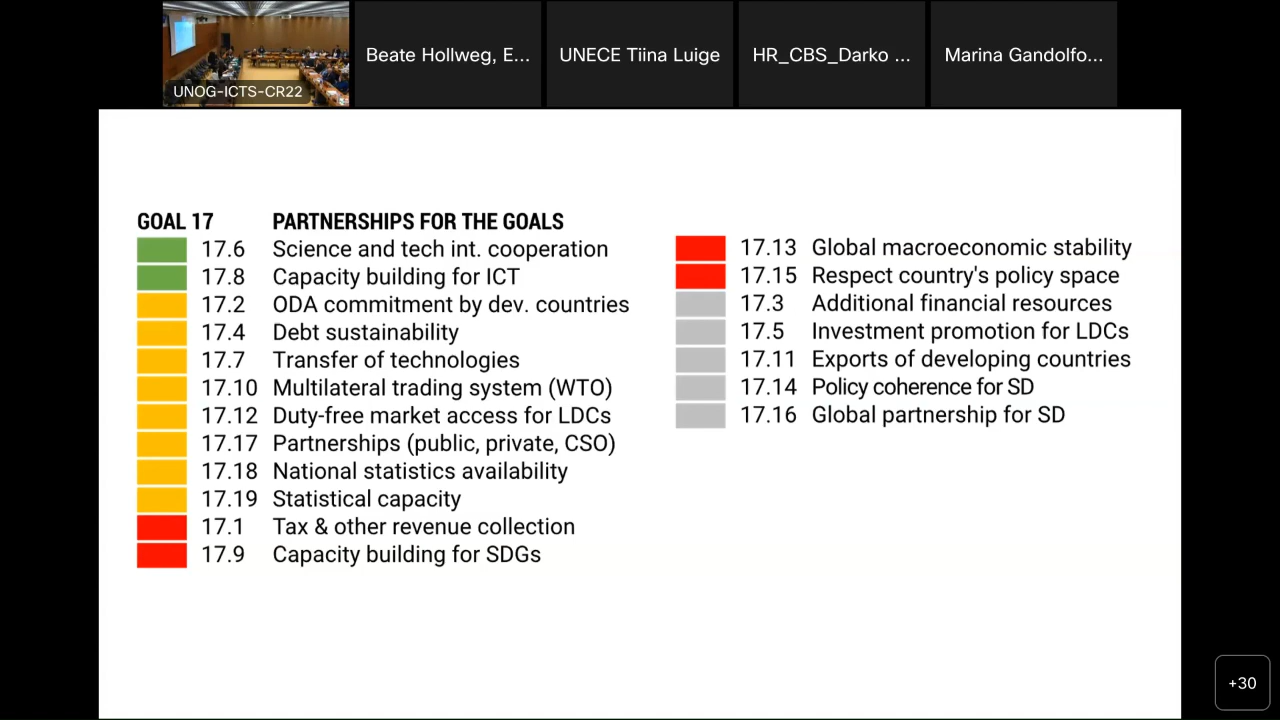 UNOG-ICTS-CR22
Beate Hollweg, E...
UNECE Tiina Luige
HR_CBS_Darko ...
Marina Gandolfo...
GOAL 17 PARTNERSHIPS FOR THE GOALS
17.6 Science and tech int. cooperation
17.8 Capacity building for ICT
17.2 ODA commitment by dev. countries
17.4 Debt sustainability
17.7 Transfer of technologies
17.10 Multilateral trading system (WTO)
17.12 Duty-free market access for LDCs
17.17 Partnerships (public, private, CSO)
17.18 National statistics availability
17.19 Statistical capacity
17.1 Tax & other revenue collection
17.9 Capacity building for SDGs
17.13 Global macroeconomic stability
17.15 Respect country's policy space
17.3 Additional financial resources
17.5 Investment promotion for LDCs
17.11 Exports of developing countries
17.14 Policy coherence for SD
17.16 Global partnership for SD
+30